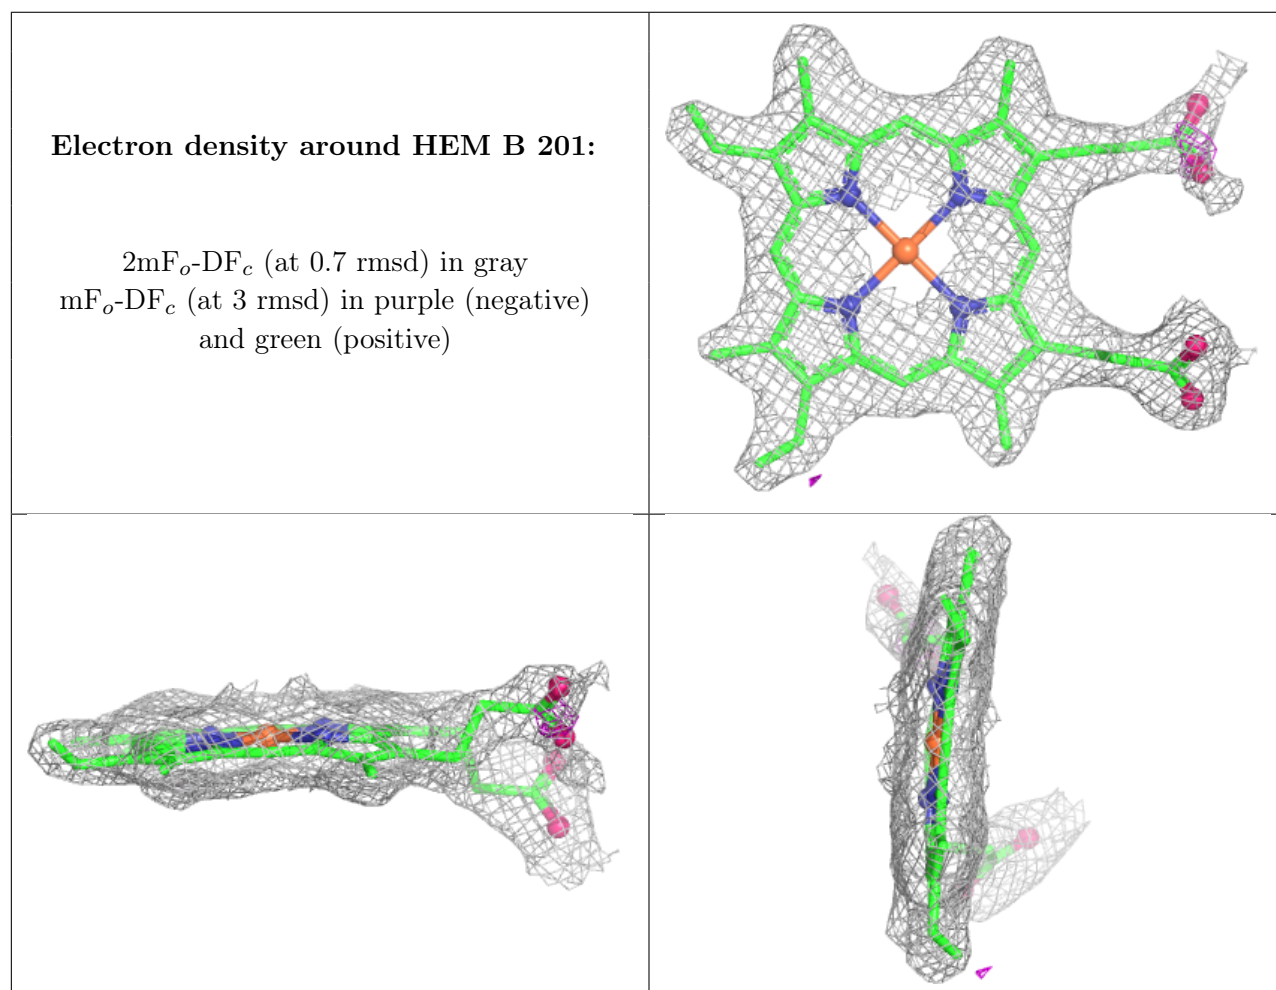 Electron density around HEM B 201:
2mFo-DFc (at 0.7 rmsd) in gray
mFo-DFc (at 3 rmsd) in purple (negative)
and green (positive)